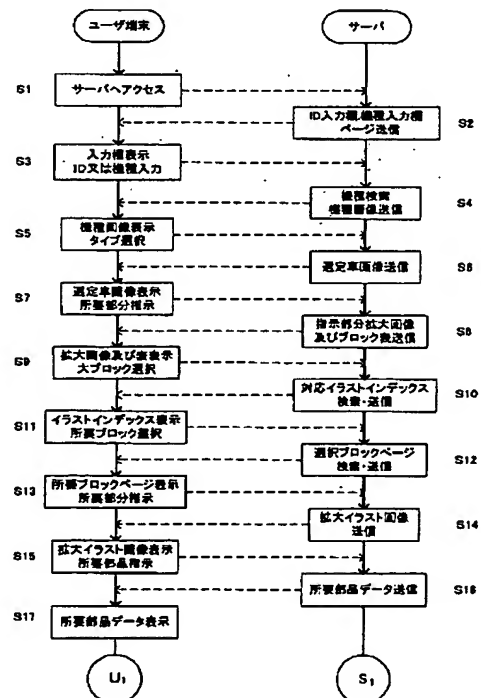 ユーザ端末
サーバ
S1
サーバへアクセス
ID入力欄,機種入力欄
ページ送信
S2
S3
入力欄表示
ID又は機種入力
機種検索
機種画像送信
S4
S5
機種画像表示
タイプ選択
選定車画像送信
S6
S7
選定車画像表示
所要部分指示
指示部分拡大画像
及びブロック表送信
S8
S9
拡大画像及び表表示
大ブロック選択
対応イラストインデックス
検索・送信
S10
S11
イラストインデックス表示
所要ブロック選択
選択ブロックページ
検索・送信
S12
S13
所要ブロックページ表示
所要部分指示
拡大イラスト画像
送信
S14
S15
拡大イラスト画像表示
所要部品指示
所要部品データ送信
S16
S17
所要部品データ表示
U1
S1